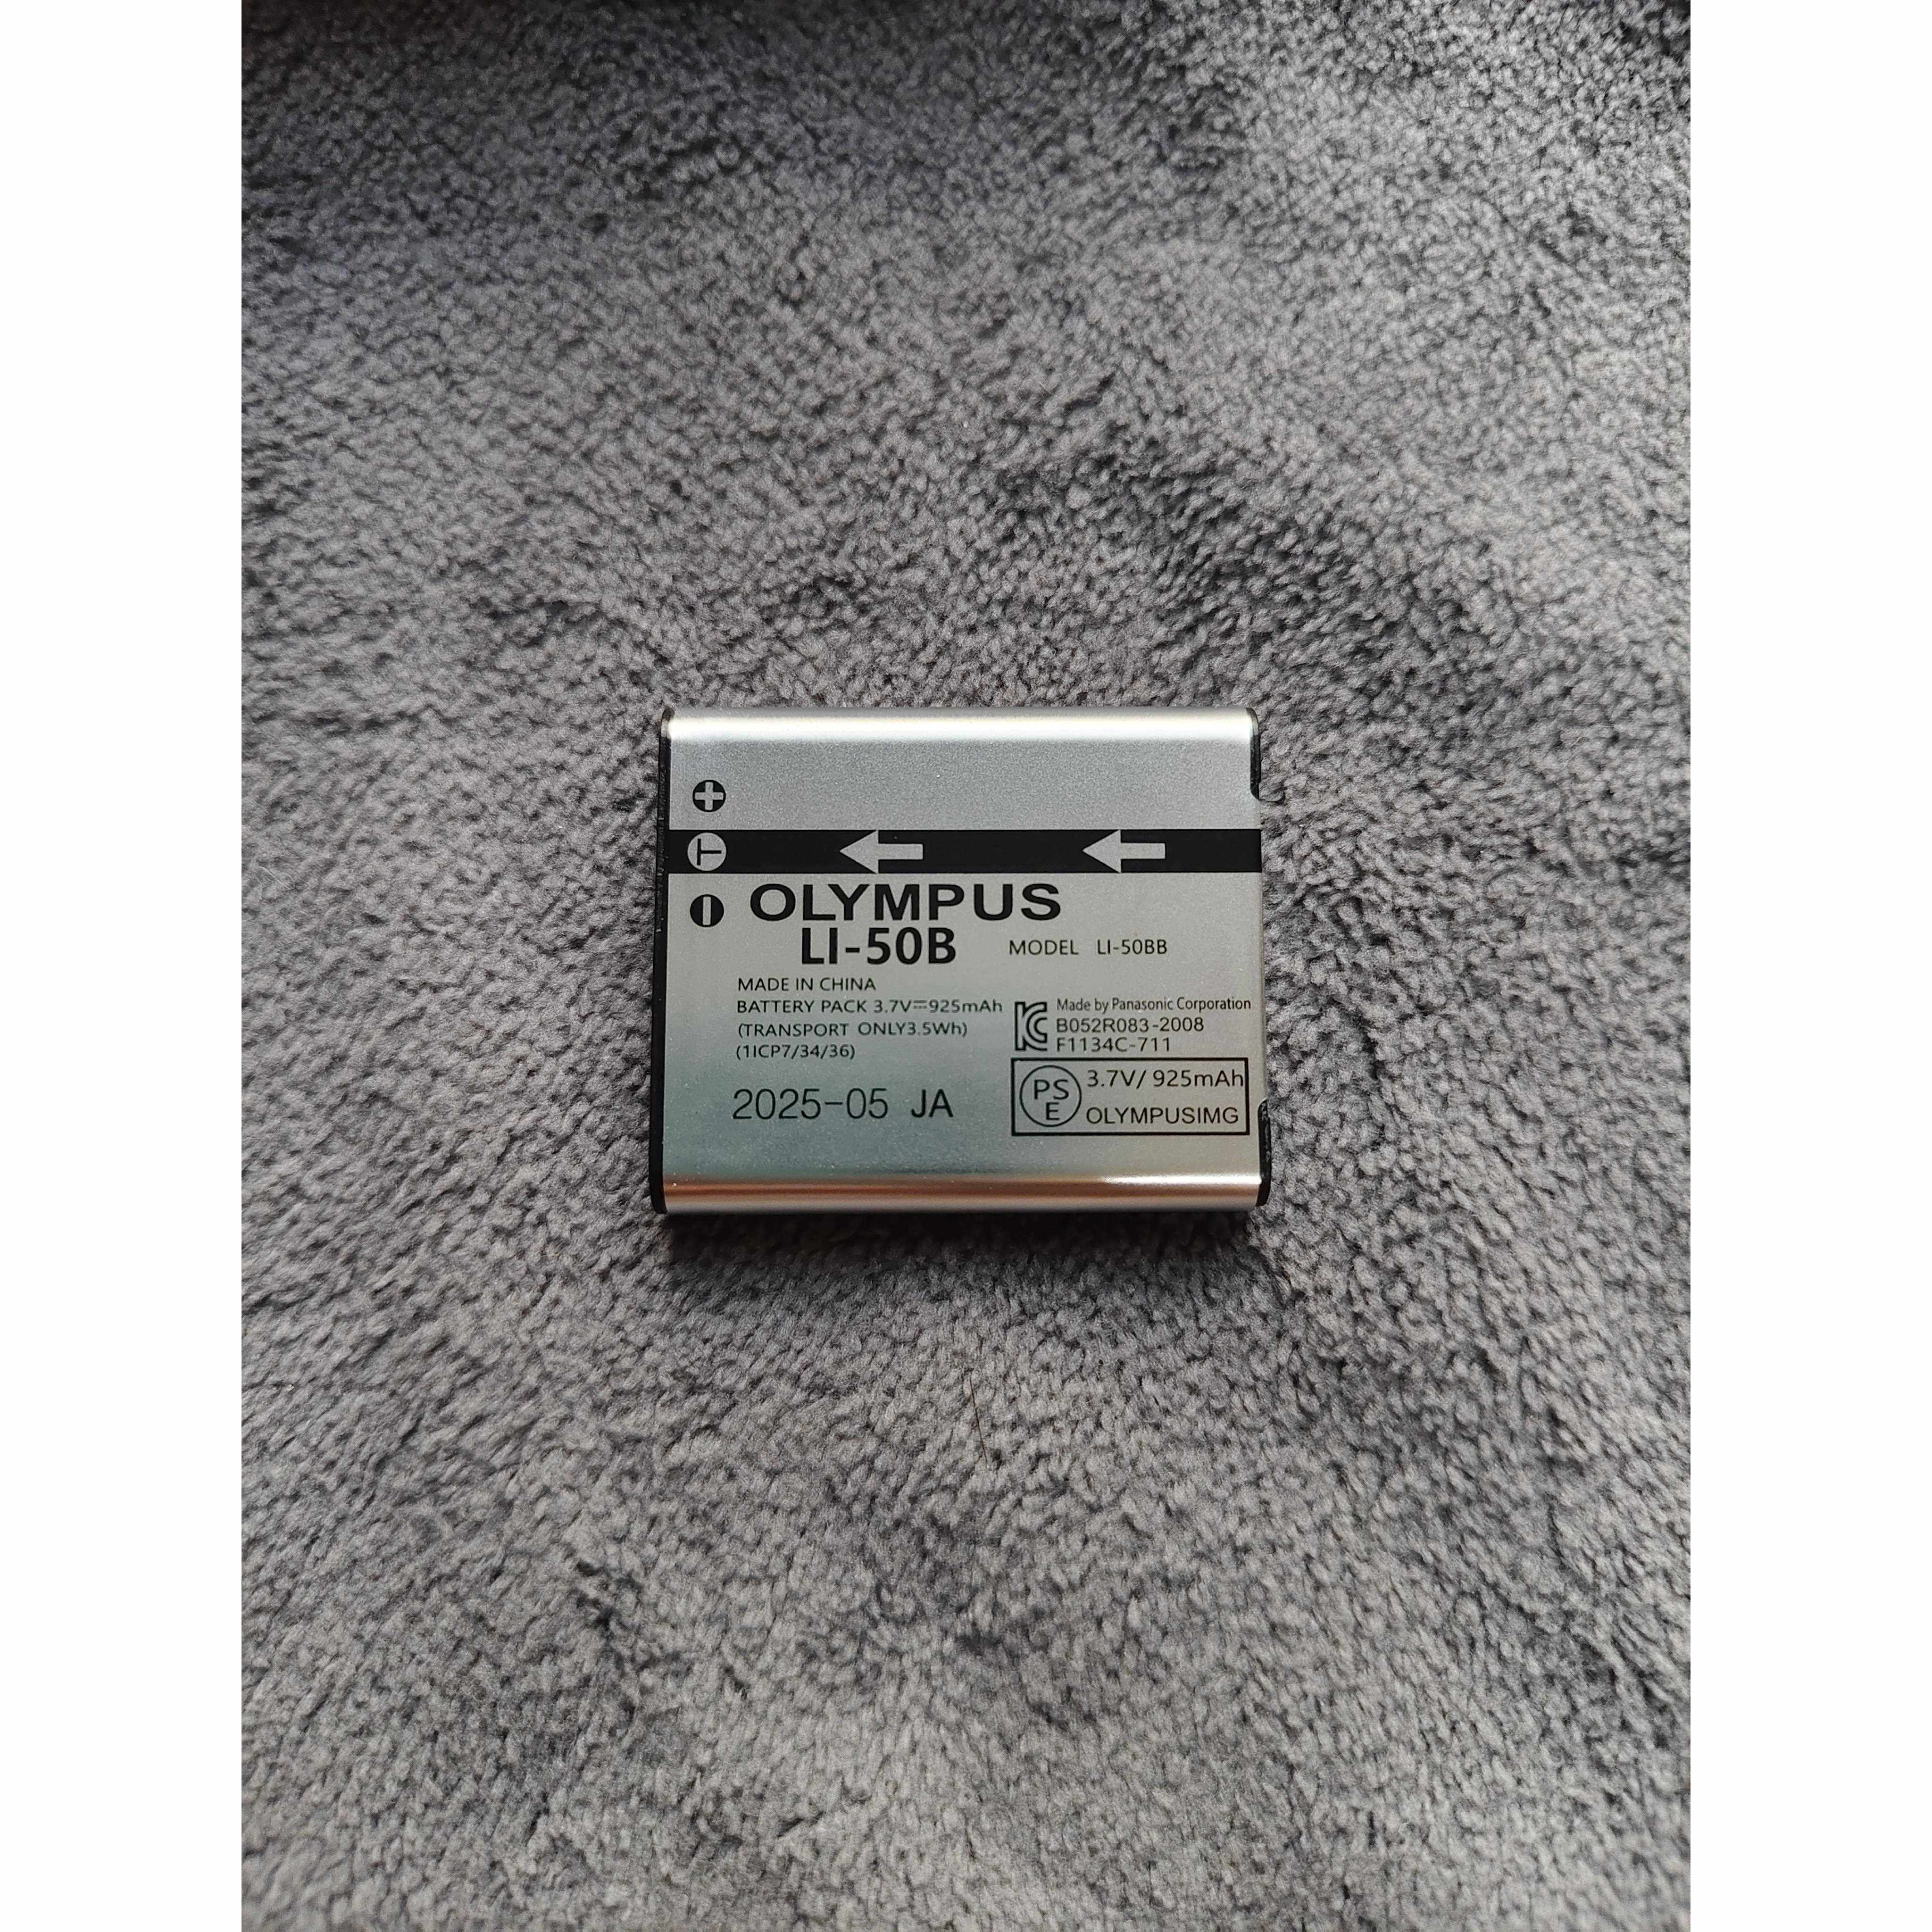 OLYMPUS
LI-50B
MODEL LI-50BB
MADE IN CHINA
BATTERY PACK 3.7V⎓925mAh
(TRANSPORT ONLY3.5Wh)
(1ICP7/34/36)
2025-05 JA
Made by Panasonic Corporation
B052R083-2008
F1134C-711
PS
E
3.7V/ 925mAh
OLYMPUSIMG